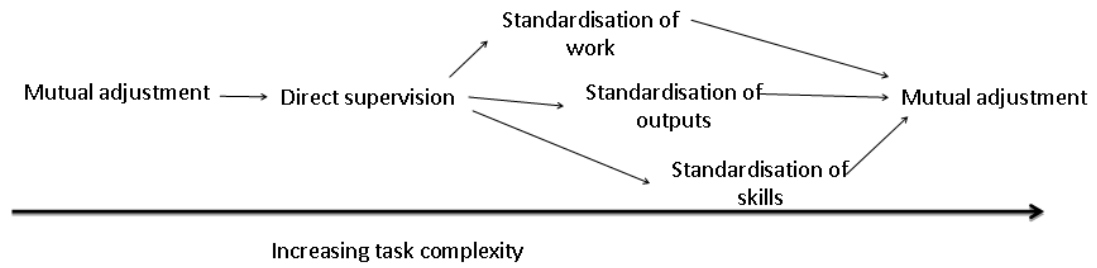 Standardisation of
work
Mutual adjustment
Direct supervision
Standardisation of
outputs
Mutual adjustment
Standardisation of
skills
Increasing task complexity